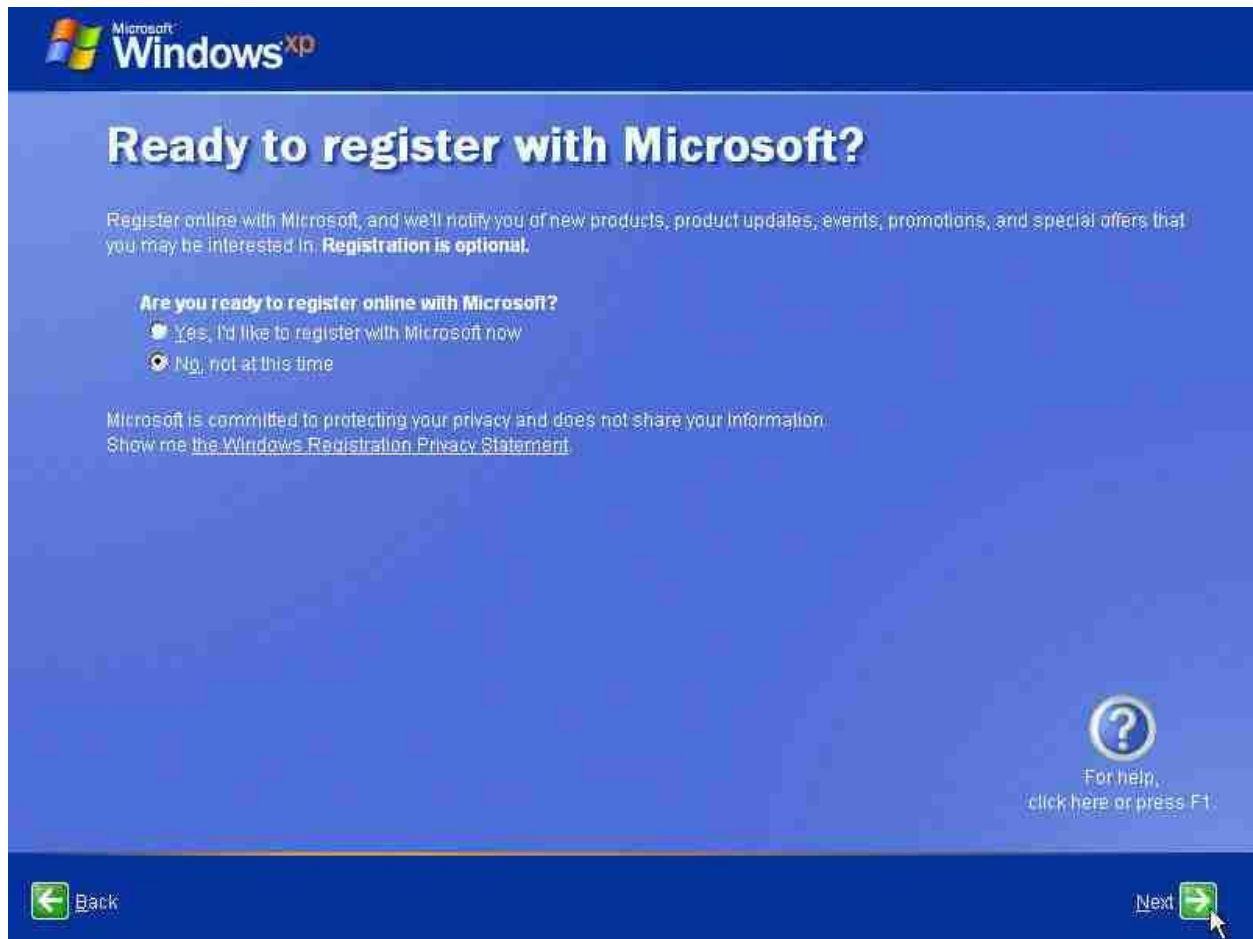 Microsoft
Windows xp
Ready to register with Microsoft?
Register online with Microsoft, and we'll notify you of new products, product updates, events, promotions, and special offers that
you may be interested in. Registration is optional.
Are you ready to register online with Microsoft?
Yes, I'd like to register with Microsoft now
No, not at this time
Microsoft is committed to protecting your privacy and does not share your information.
Show me the Windows Registration Privacy Statement.
For help,
click here or press F1.
Back
Next